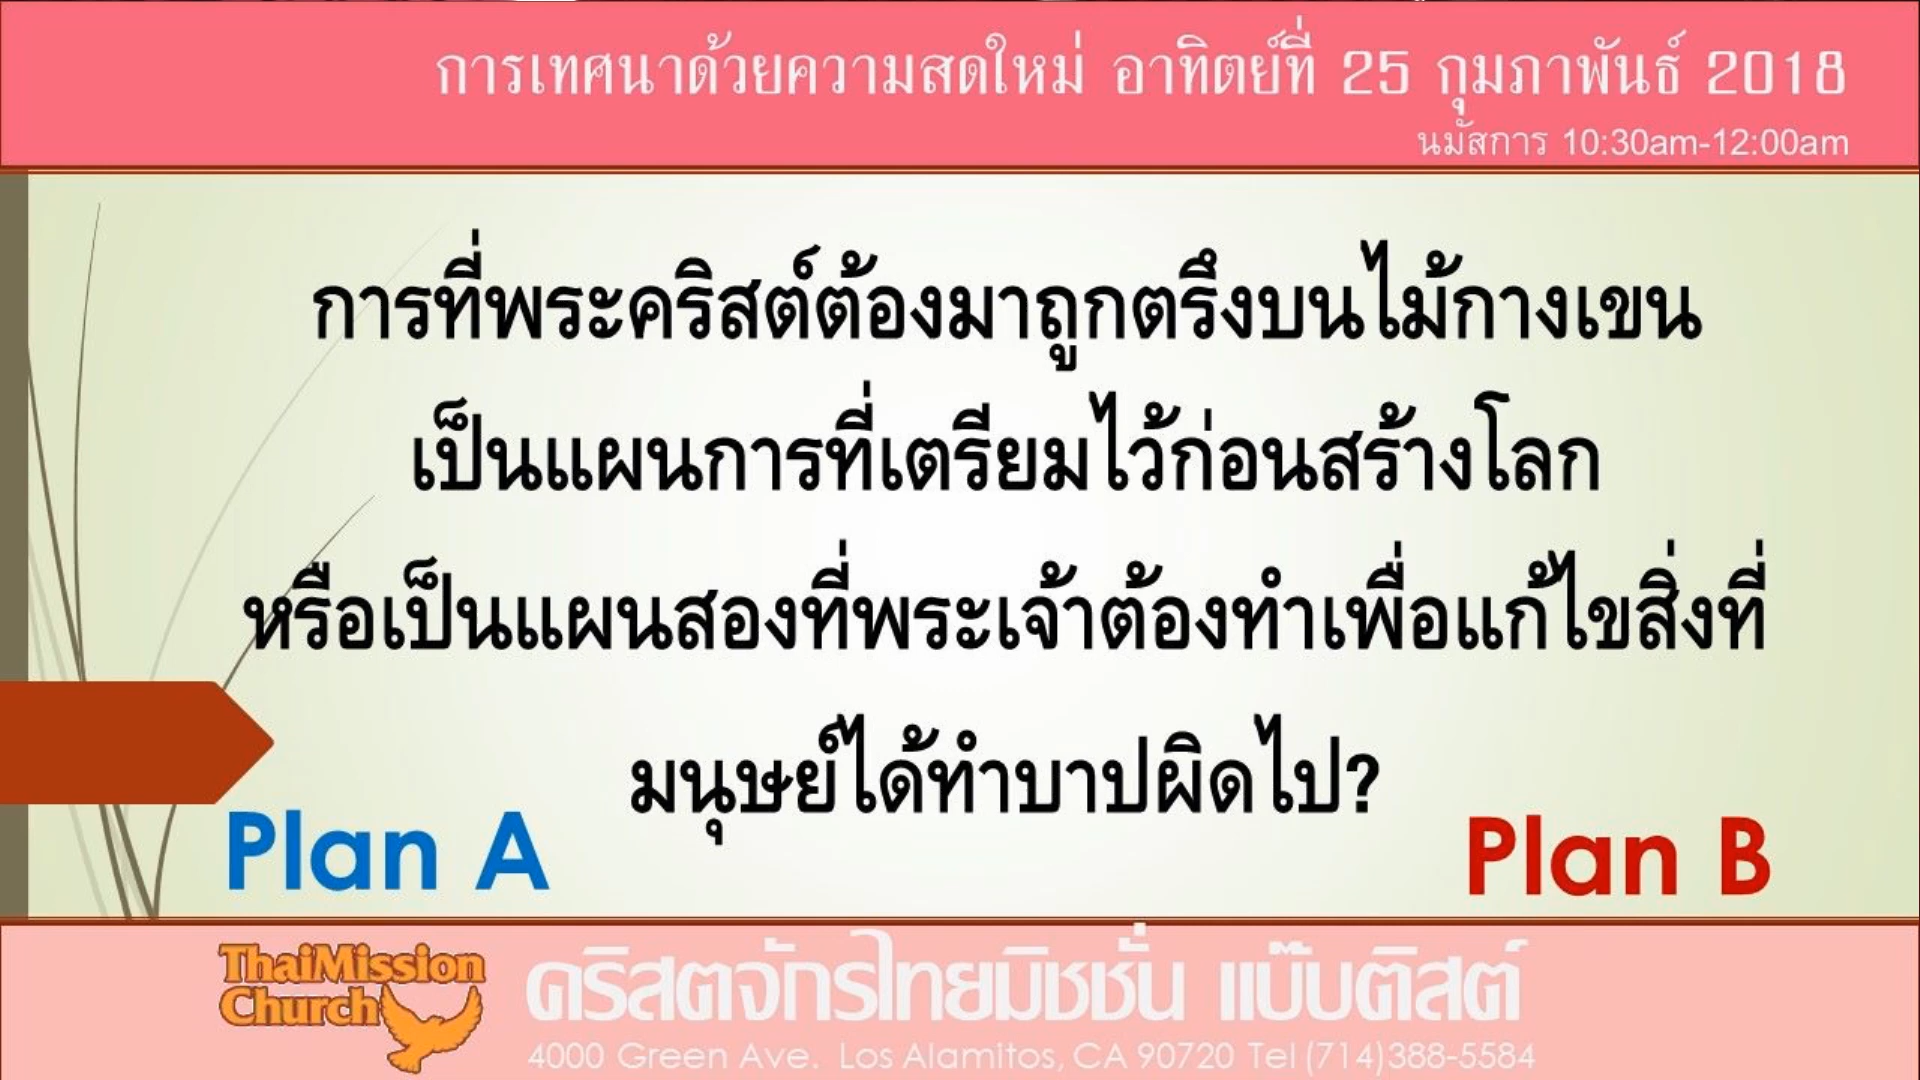 การเทศนาด้วยความสดใหม่ อาทิตย์ที่ 25 กุมภาพันธ์ 2018
นมัสการ 10:30am-12:00am
การที่พระคริสต์ต้องมาถูกตรึงบนไม้กางเขน
เป็นแผนการที่เตรียมไว้ก่อนสร้างโลก
หรือเป็นแผนสองที่พระเจ้าต้องทำเพื่อแก้ไขสิ่งที่
มนุษย์ได้ทำบาปผิดไป?
Plan A
Plan B
ThaiMission
Church
คริสตจักรไทยมิชชั่น แบ๊บติสต์
4000 Green Ave. Los Alamitos, CA 90720 Tel (714)388-5584